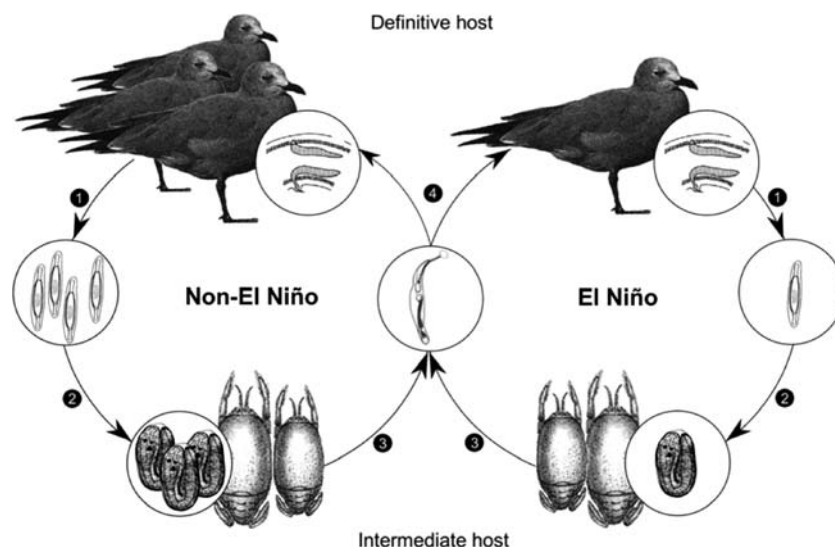 Definitive host
1
4
1
Non-El Niño
El Niño
2
3
3
2
Intermediate host